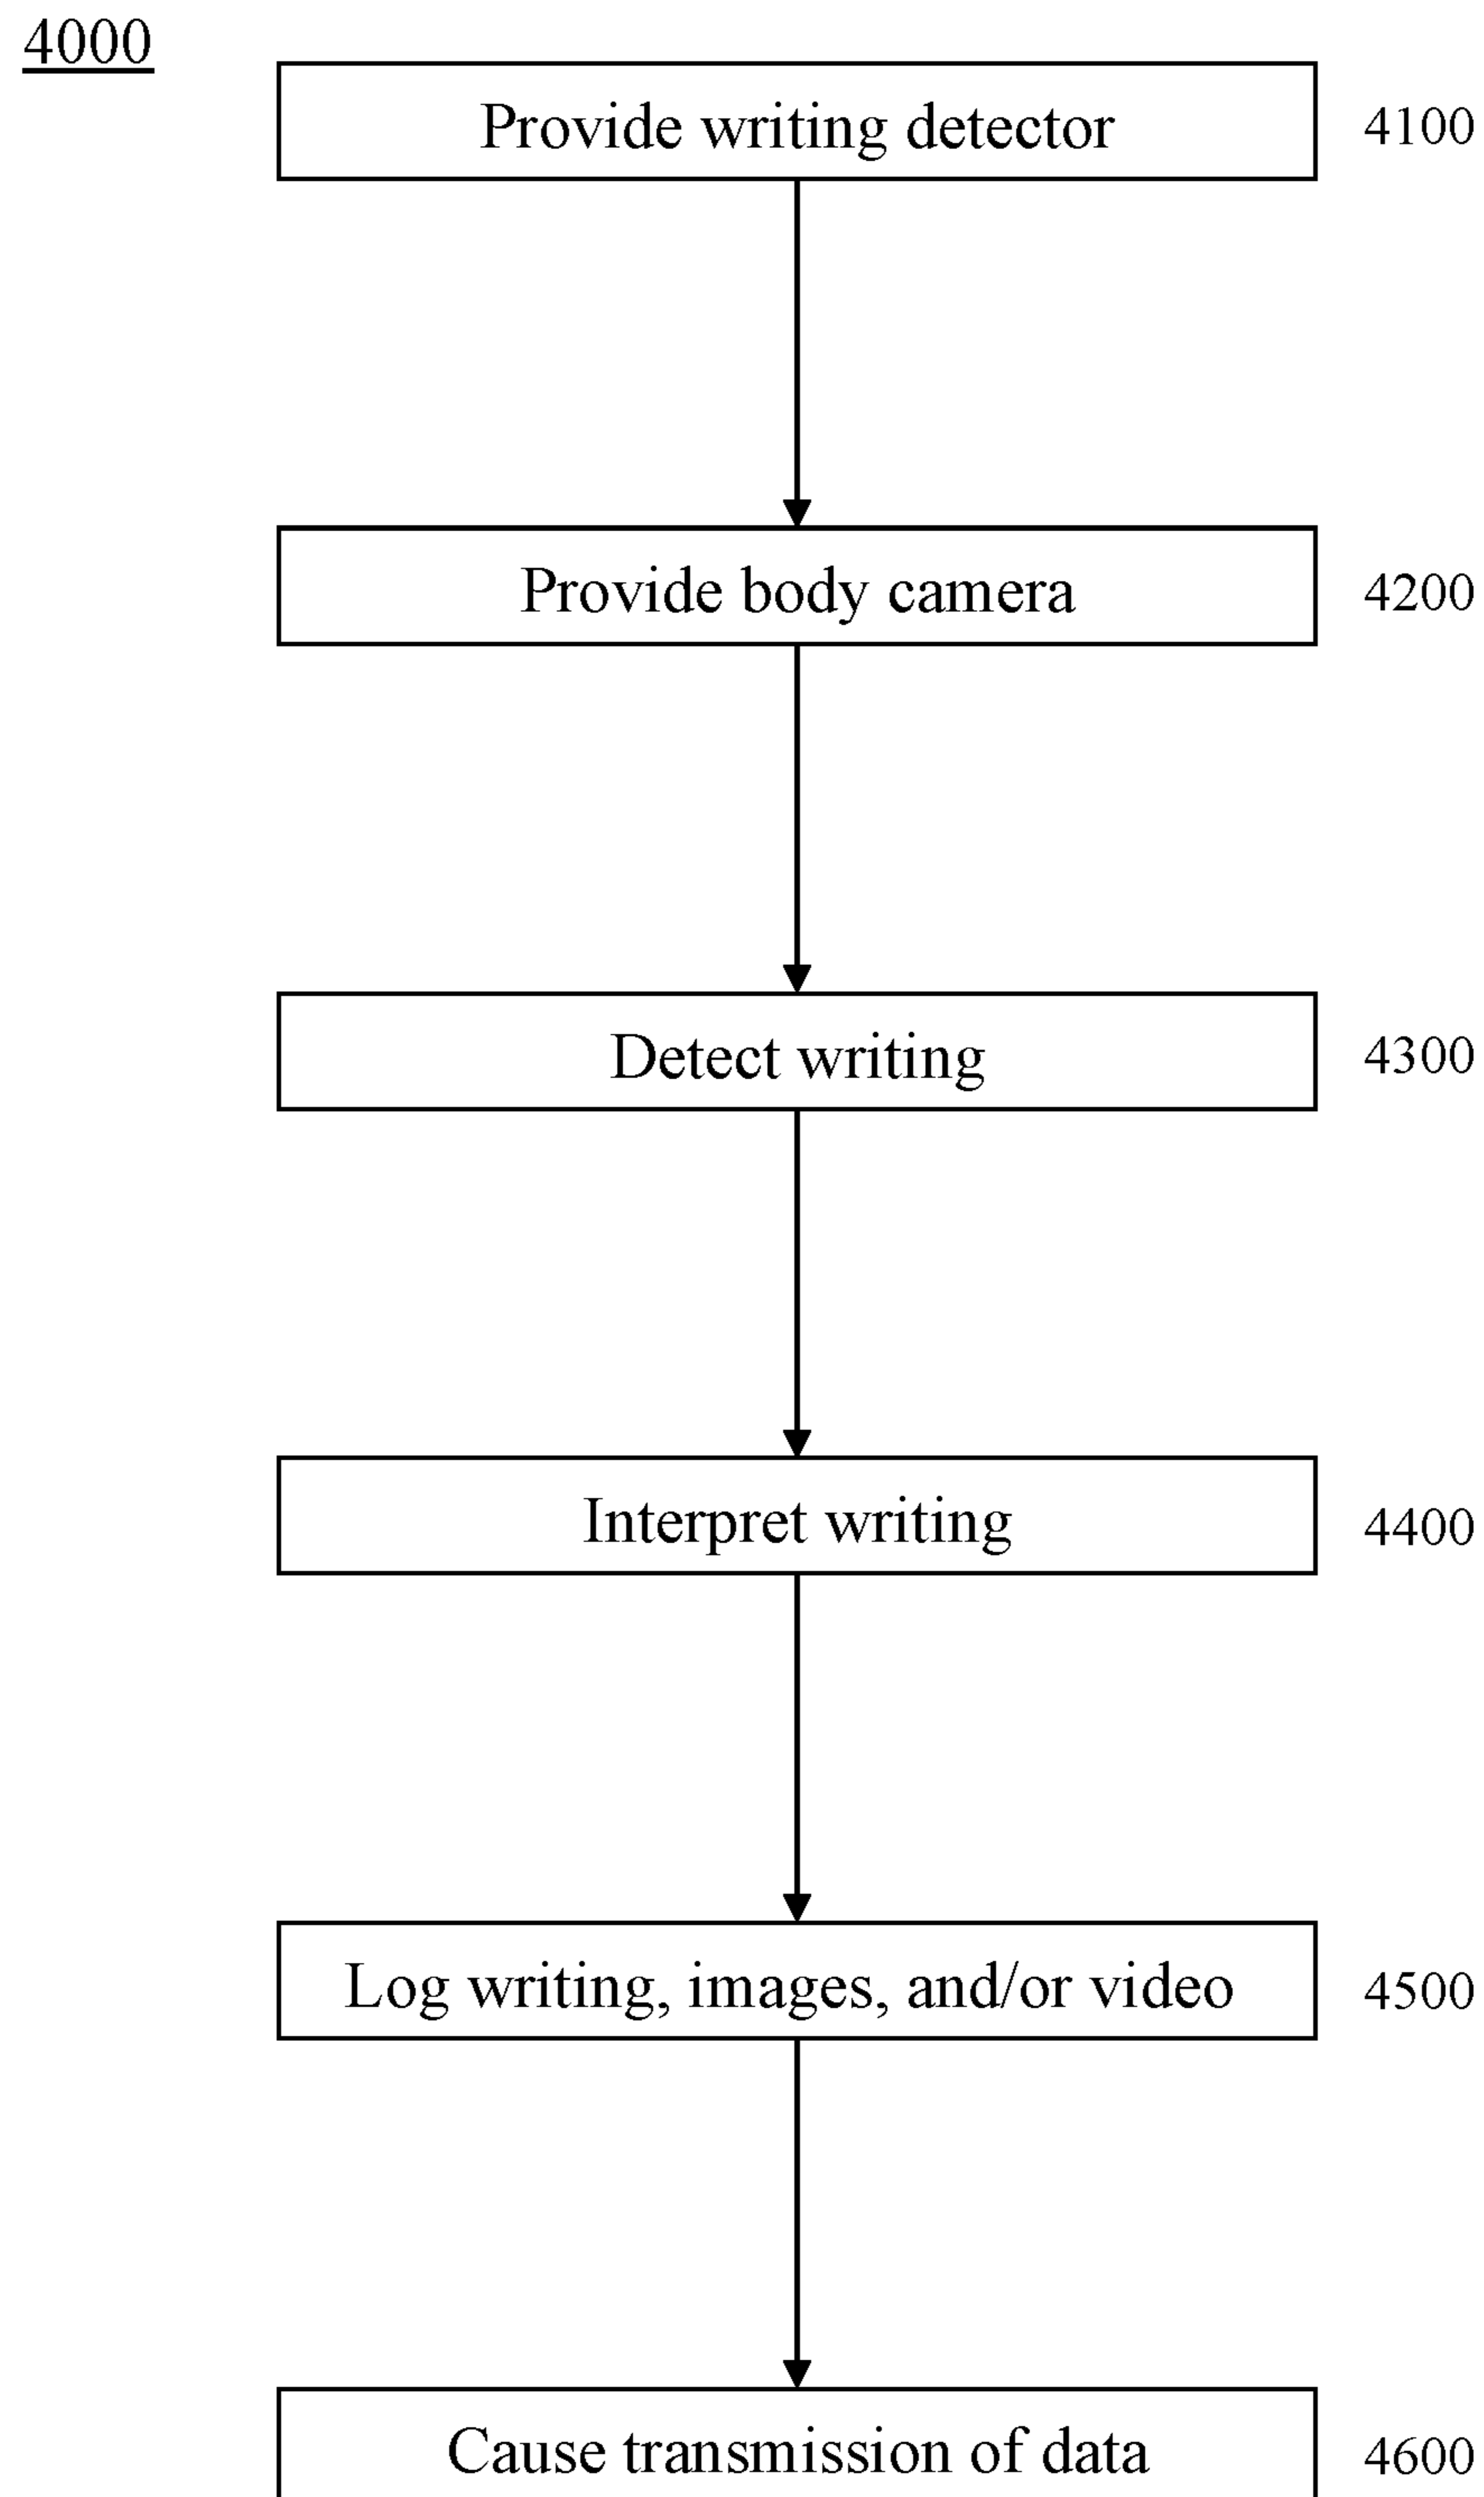 4000
Provide writing detector 4100
Provide body camera 4200
Detect writing 4300
Interpret writing 4400
Log writing, images, and/or video 4500
Cause transmission of data 4600